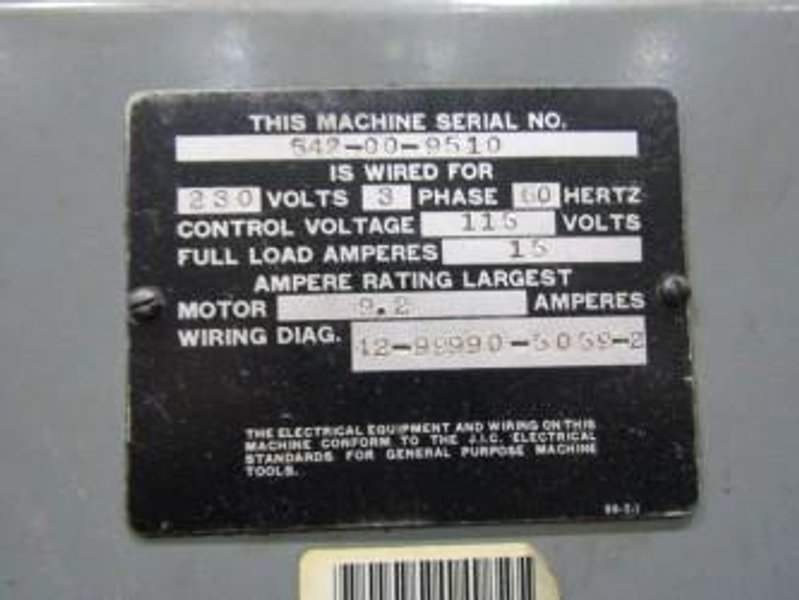 THIS MACHINE SERIAL NO.
542-00-9510
IS WIRED FOR
230 VOLTS 3 PHASE 60 HERTZ
CONTROL VOLTAGE 115 VOLTS
FULL LOAD AMPERES 15
AMPERE RATING LARGEST
MOTOR 9.2 AMPERES
WIRING DIAG. 12-99990-5059-2
THE ELECTRICAL EQUIPMENT AND WIRING ON THIS
MACHINE CONFORM TO THE J.I.C. ELECTRICAL
STANDARDS FOR GENERAL PURPOSE MACHINE
TOOLS.